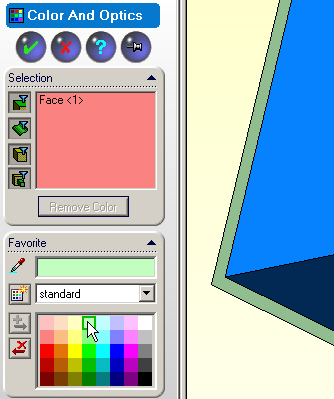 Color And Optics
?
Selection
Face <1>
Remove Color
Favorite
standard